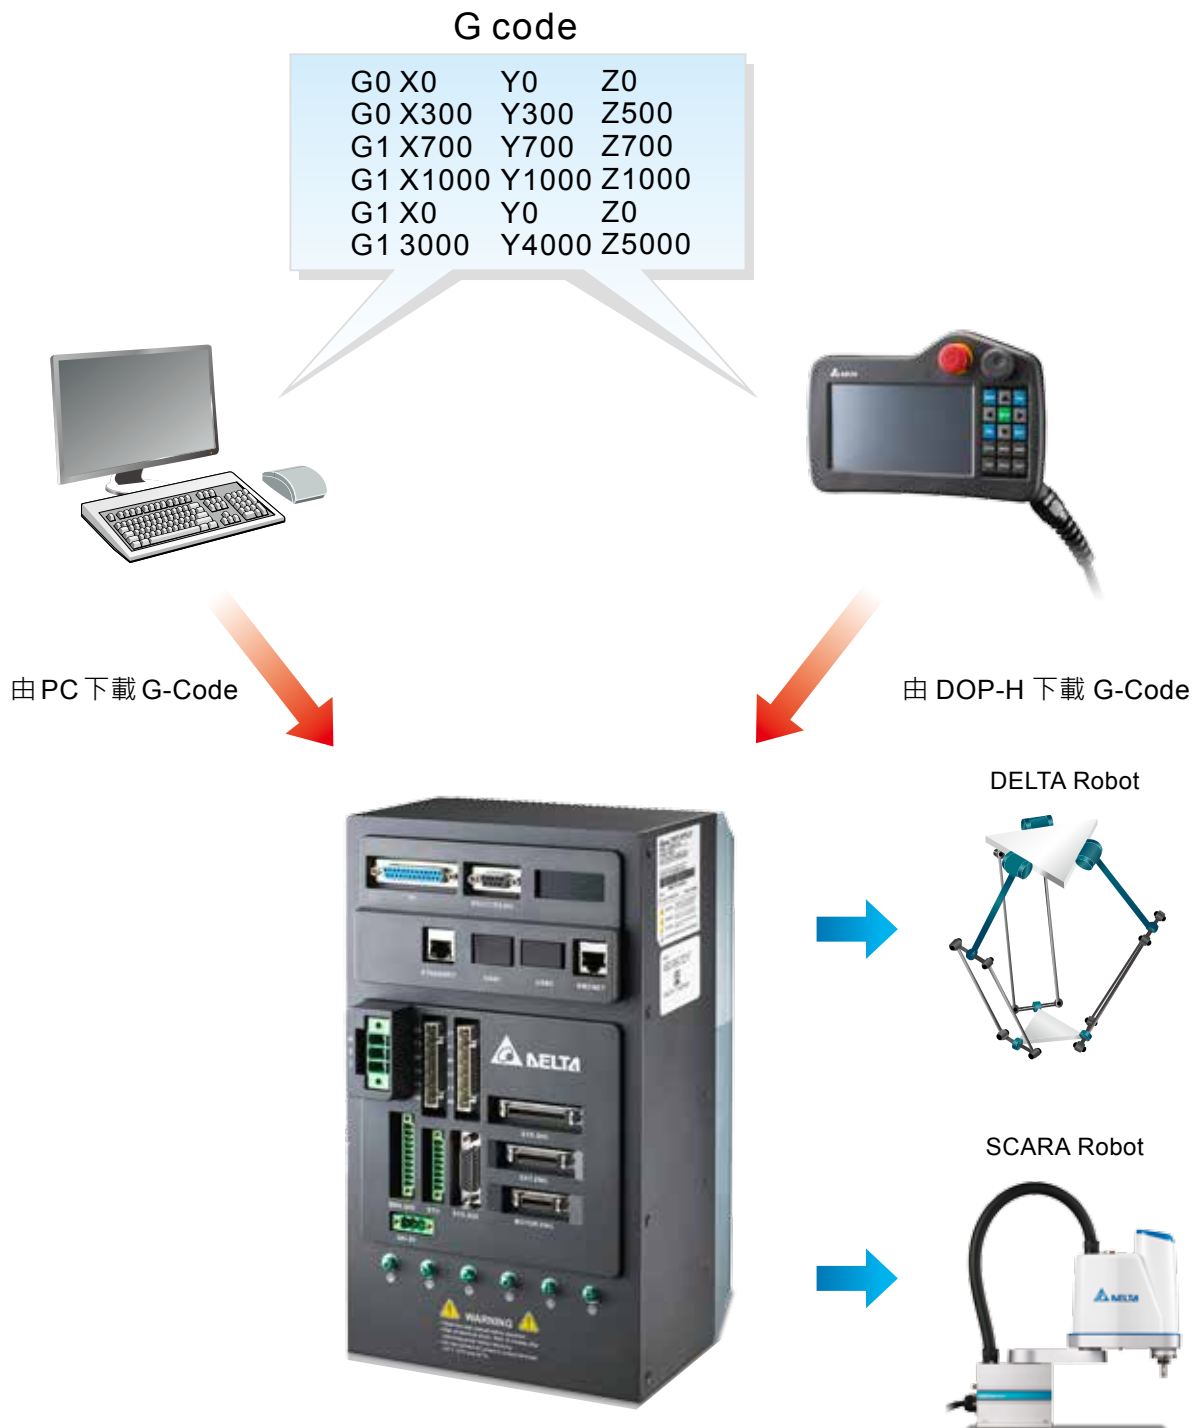 G code
G0 X0 Y0 Z0
G0 X300 Y300 Z500
G1 X700 Y700 Z700
G1 X1000 Y1000 Z1000
G1 X0 Y0 Z0
G1 3000 Y4000 Z5000
由 PC 下載 G-Code
由 DOP-H 下載 G-Code
DELTA Robot
DELTA
SCARA Robot
DELTA
WARNING